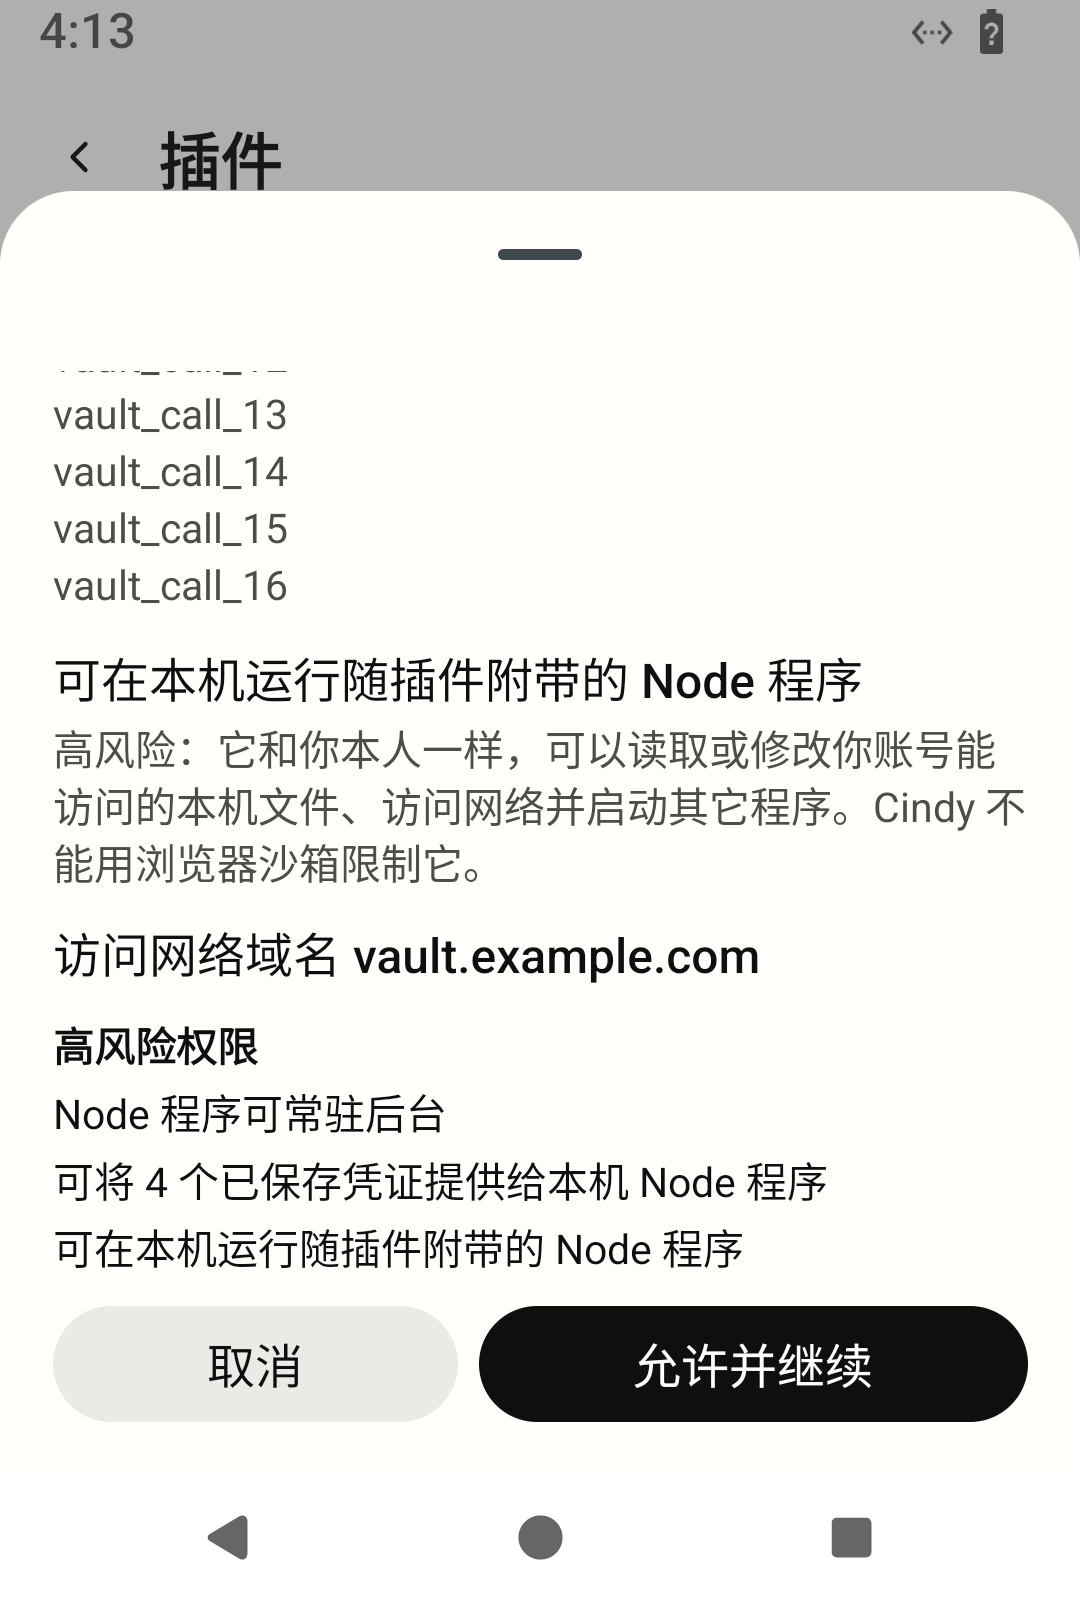 4:13
插件
vault_call_13
vault_call_14
vault_call_15
vault_call_16
可在本机运行随插件附带的 Node 程序
高风险：它和你本人一样，可以读取或修改你账号能
访问的本机文件、访问网络并启动其它程序。Cindy 不
能用浏览器沙箱限制它。
访问网络域名 vault.example.com
高风险权限
Node 程序可常驻后台
可将 4 个已保存凭证提供给本机 Node 程序
可在本机运行随插件附带的 Node 程序
取消
允许并继续